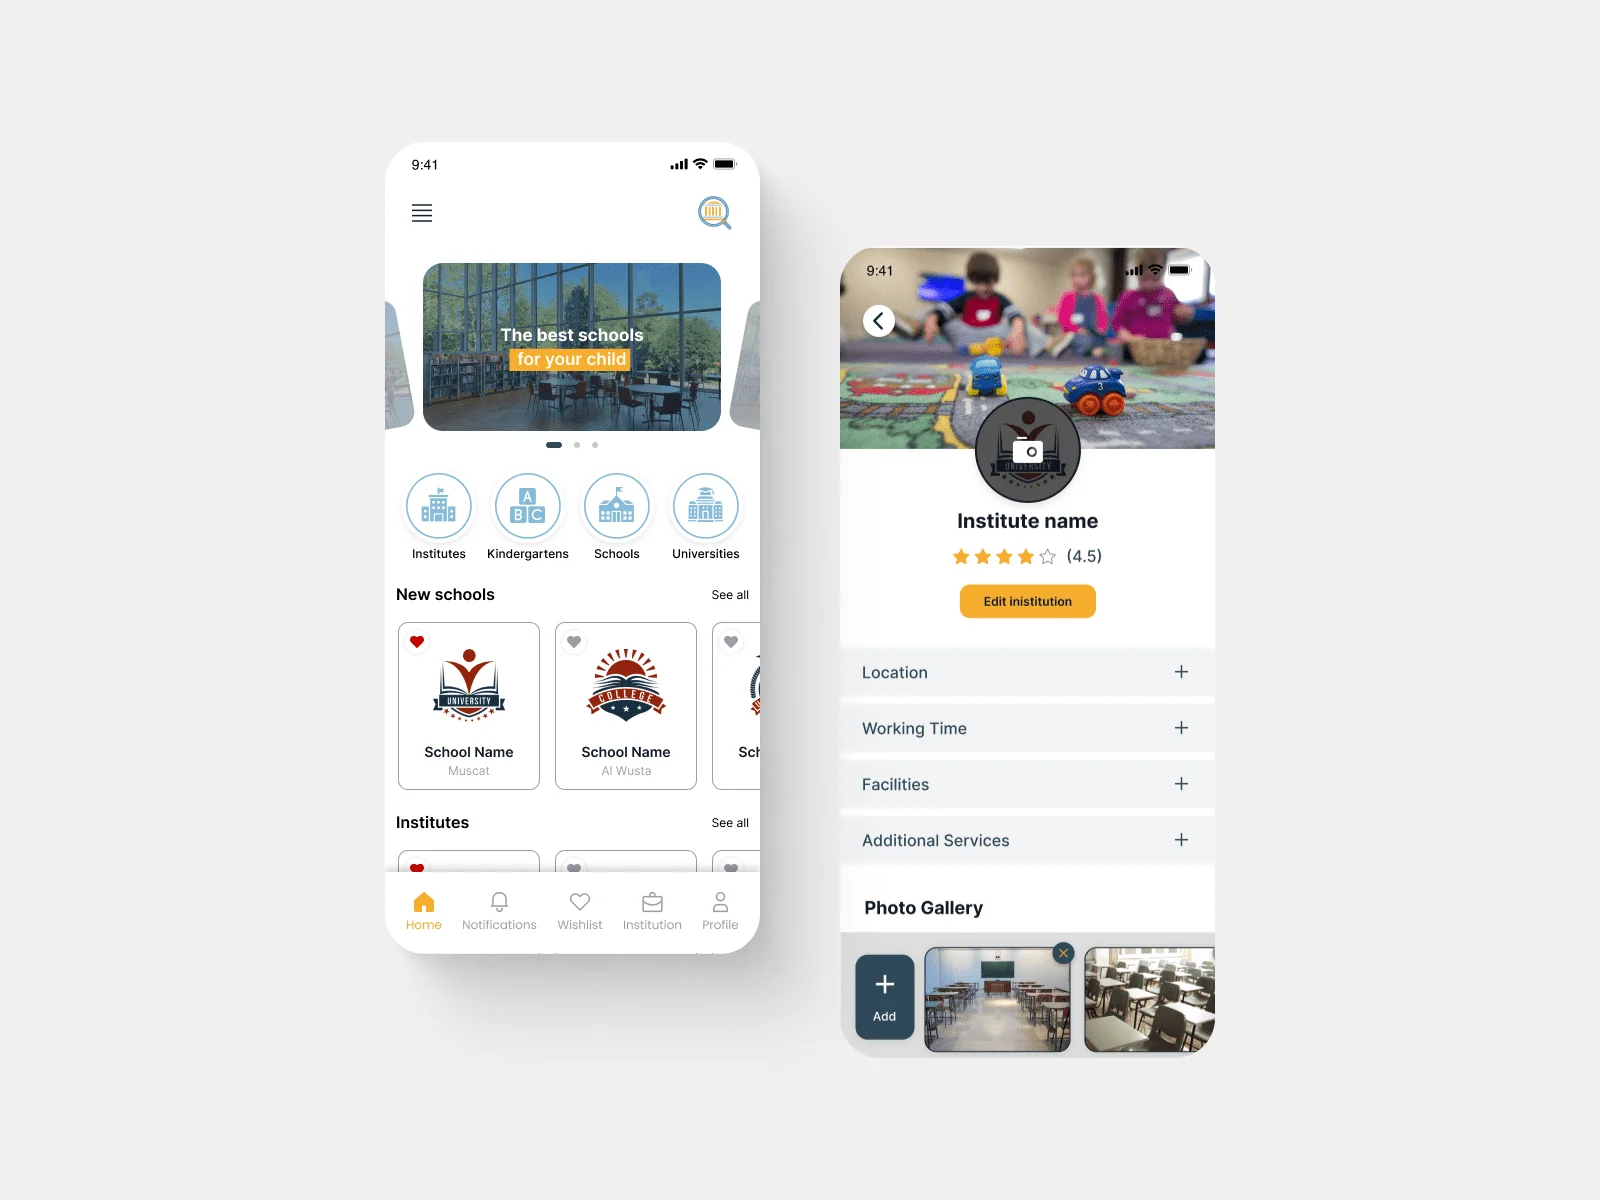 9:41
The best schools
for your child
A
B C
Institutes
Kindergartens
Schools
Universities
New schools
See all
UNIVERSITY
COLLEGE
School Name
Muscat
School Name
Al Wusta
Sch
Institutes
See all
Home
Notifications
Wishlist
Institution
Profile
9:41
3
UNIVERSITY
Institute name
(4.5)
Edit inistitution
Location
Working Time
Facilities
Additional Services
Photo Gallery
Add